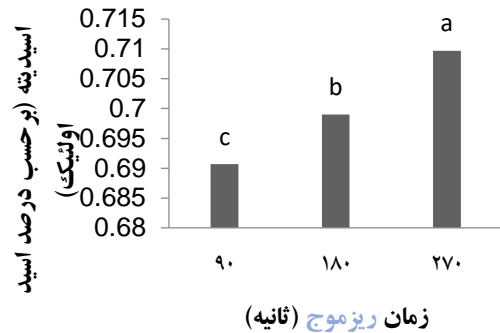 اسیدیته (بر حسب درصد اسید
اولئیک)
0.715
0.71
0.705
0.7
0.695
0.69
0.685
0.68
c
b
a
۹۰ ۱۸۰ ۲۷۰
زمان ریزموج (ثانیه)